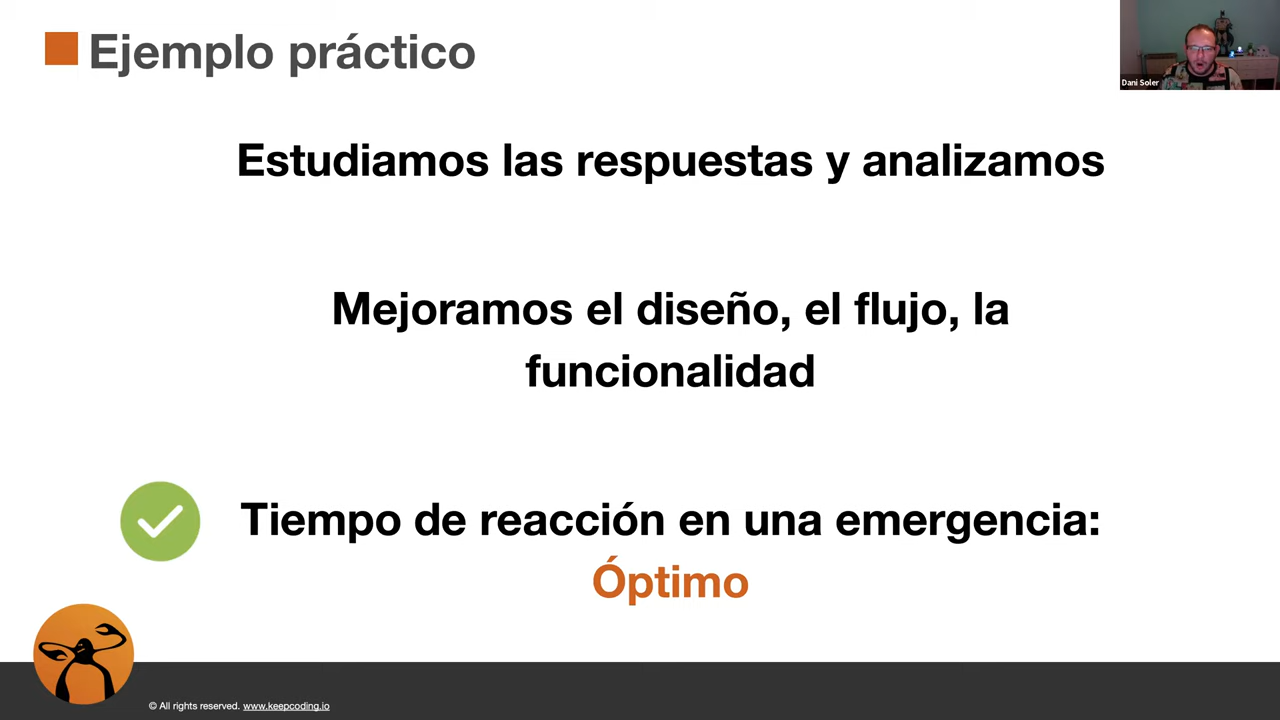 Ejemplo práctico
Dani Soler
Estudiamos las respuestas y analizamos
Mejoramos el diseño, el flujo, la
funcionalidad
Tiempo de reacción en una emergencia:
Óptimo
© All rights reserved. www.keepcoding.io